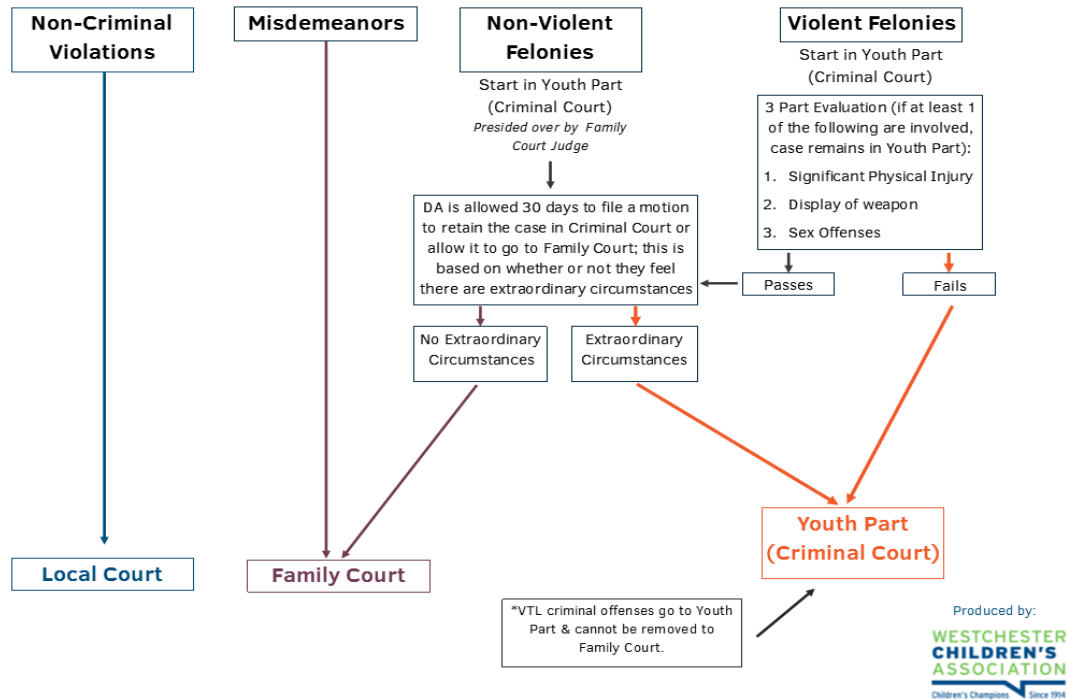 Non-Criminal
Violations
Misdemeanors
Non-Violent
Felonies
Start in Youth Part
(Criminal Court)
Presided over by Family
Court Judge
Violent Felonies
Start in Youth Part
(Criminal Court)
3 Part Evaluation (if at least 1
of the following are involved,
case remains in Youth Part):
1. Significant Physical Injury
2. Display of weapon
3. Sex Offenses
DA is allowed 30 days to file a motion
to retain the case in Criminal Court or
allow it to go to Family Court; this is
based on whether or not they feel
there are extraordinary circumstances
Passes
Fails
No Extraordinary
Circumstances
Extraordinary
Circumstances
Local Court
Family Court
Youth Part
(Criminal Court)
*VTL criminal offenses go to Youth
Part & cannot be removed to
Family Court.
Produced by:
WESTCHESTER
CHILDREN'S
ASSOCIATION
Children's Champions Since 1914